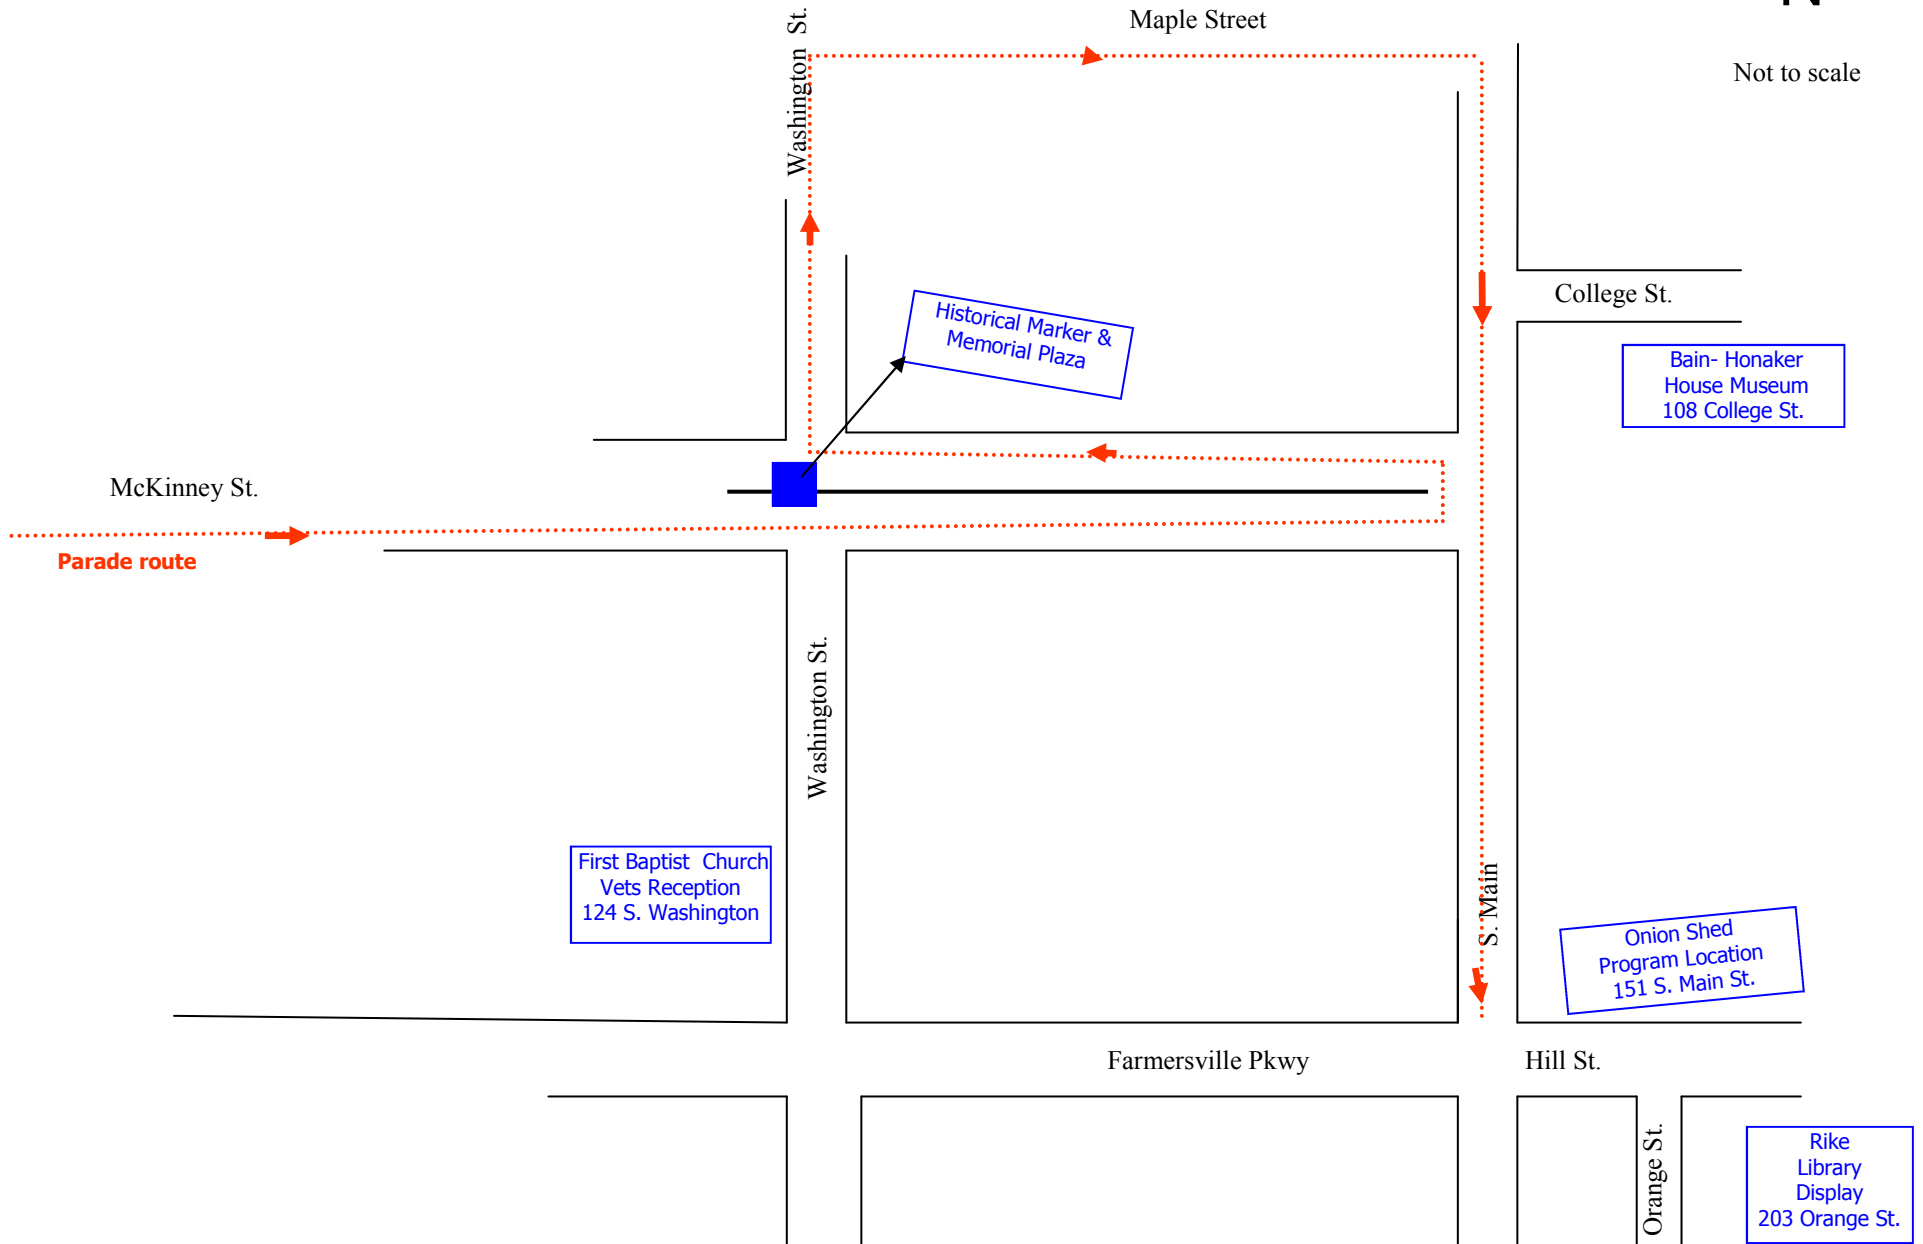 N
Maple Street
Not to scale
Washington St.
College St.
Historical Marker &
Memorial Plaza
Bain- Honaker
House Museum
108 College St.
McKinney St.
Parade route
Washington St.
First Baptist Church
Vets Reception
124 S. Washington
S. Main
Onion Shed
Program Location
151 S. Main St.
Farmersville Pkwy
Hill St.
Orange St.
Rike
Library
Display
203 Orange St.